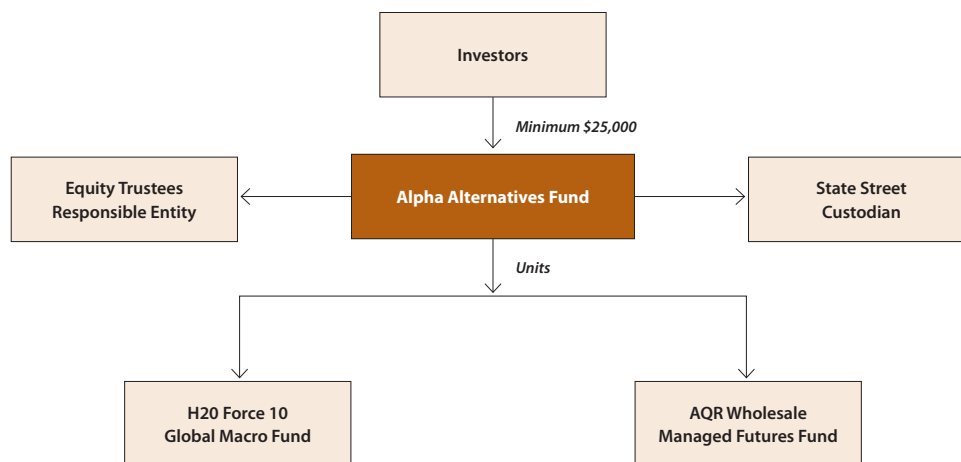 Investors
Minimum $25,000
Equity Trustees
Responsible Entity
Alpha Alternatives Fund
State Street
Custodian
Units
H20 Force 10
Global Macro Fund
AQR Wholesale
Managed Futures Fund